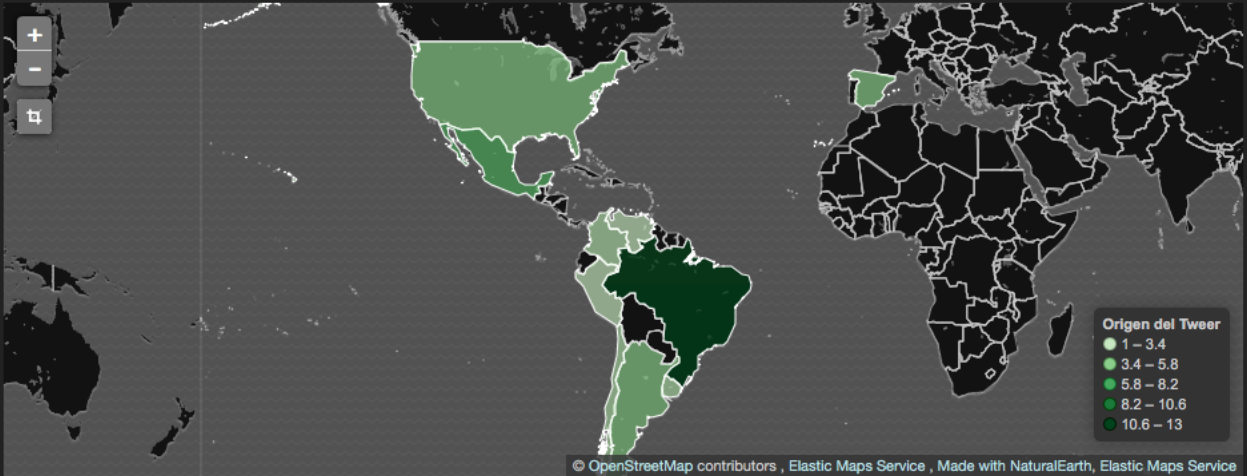 +
−
Origen del Tweer
1 – 3.4
3.4 – 5.8
5.8 – 8.2
8.2 – 10.6
10.6 – 13
© OpenStreetMap contributors , Elastic Maps Service , Made with NaturalEarth, Elastic Maps Service